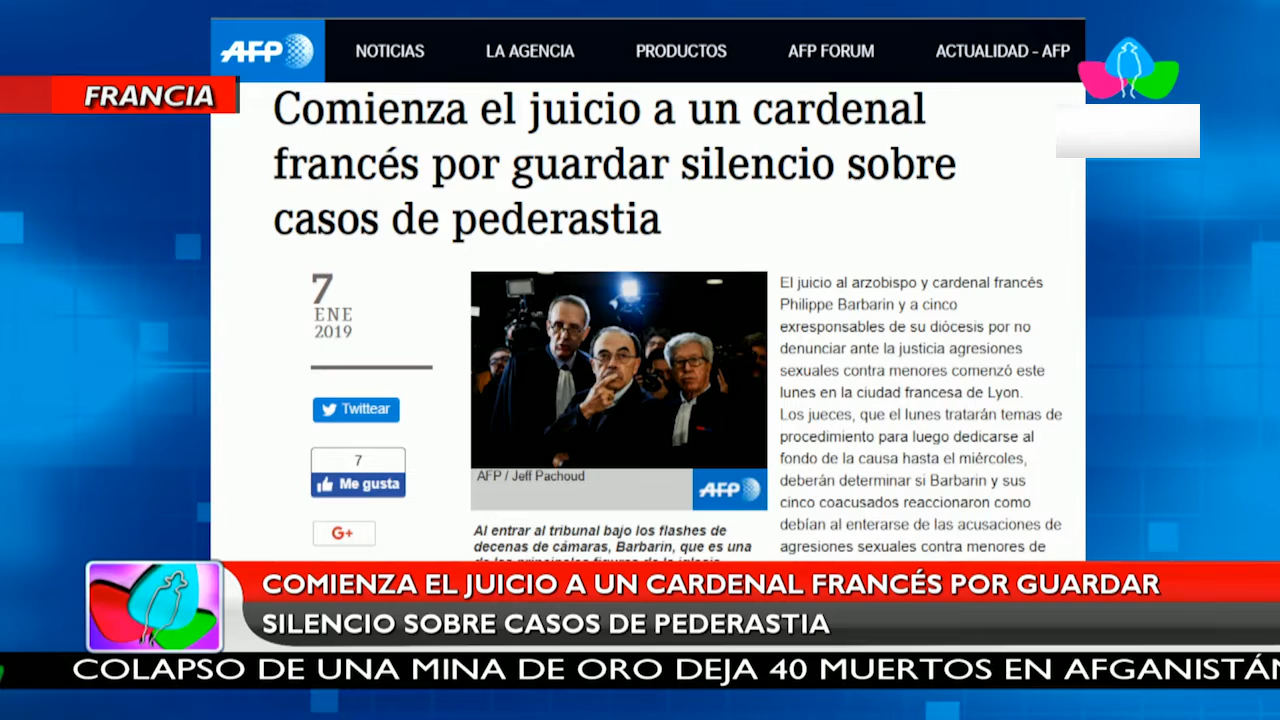 AFP
NOTICIAS
LA AGENCIA
PRODUCTOS
AFP FORUM
ACTUALIDAD – AFP
FRANCIA
Comienza el juicio a un cardenal
francés por guardar silencio sobre
casos de pederastia
7
ENE
2019
Twittear
7
Me gusta
G+
AFP / Jeff Pachoud
AFP
Al entrar al tribunal bajo los flashes de
decenas de cámaras, Barbarin, que es una
El juicio al arzobispo y cardenal francés
Philippe Barbarin y a cinco
exresponsables de su diócesis por no
denunciar ante la justicia agresiones
sexuales contra menores comenzó este
lunes en la ciudad francesa de Lyon.
Los jueces, que el lunes tratarán temas de
procedimiento para luego dedicarse al
fondo de la causa hasta el miércoles,
deberán determinar si Barbarin y sus
cinco coacusados reaccionaron como
debían al enterarse de las acusaciones de
agresiones sexuales contra menores de
COMIENZA EL JUICIO A UN CARDENAL FRANCÉS POR GUARDAR
SILENCIO SOBRE CASOS DE PEDERASTIA
COLAPSO DE UNA MINA DE ORO DEJA 40 MUERTOS EN AFGANISTÁN